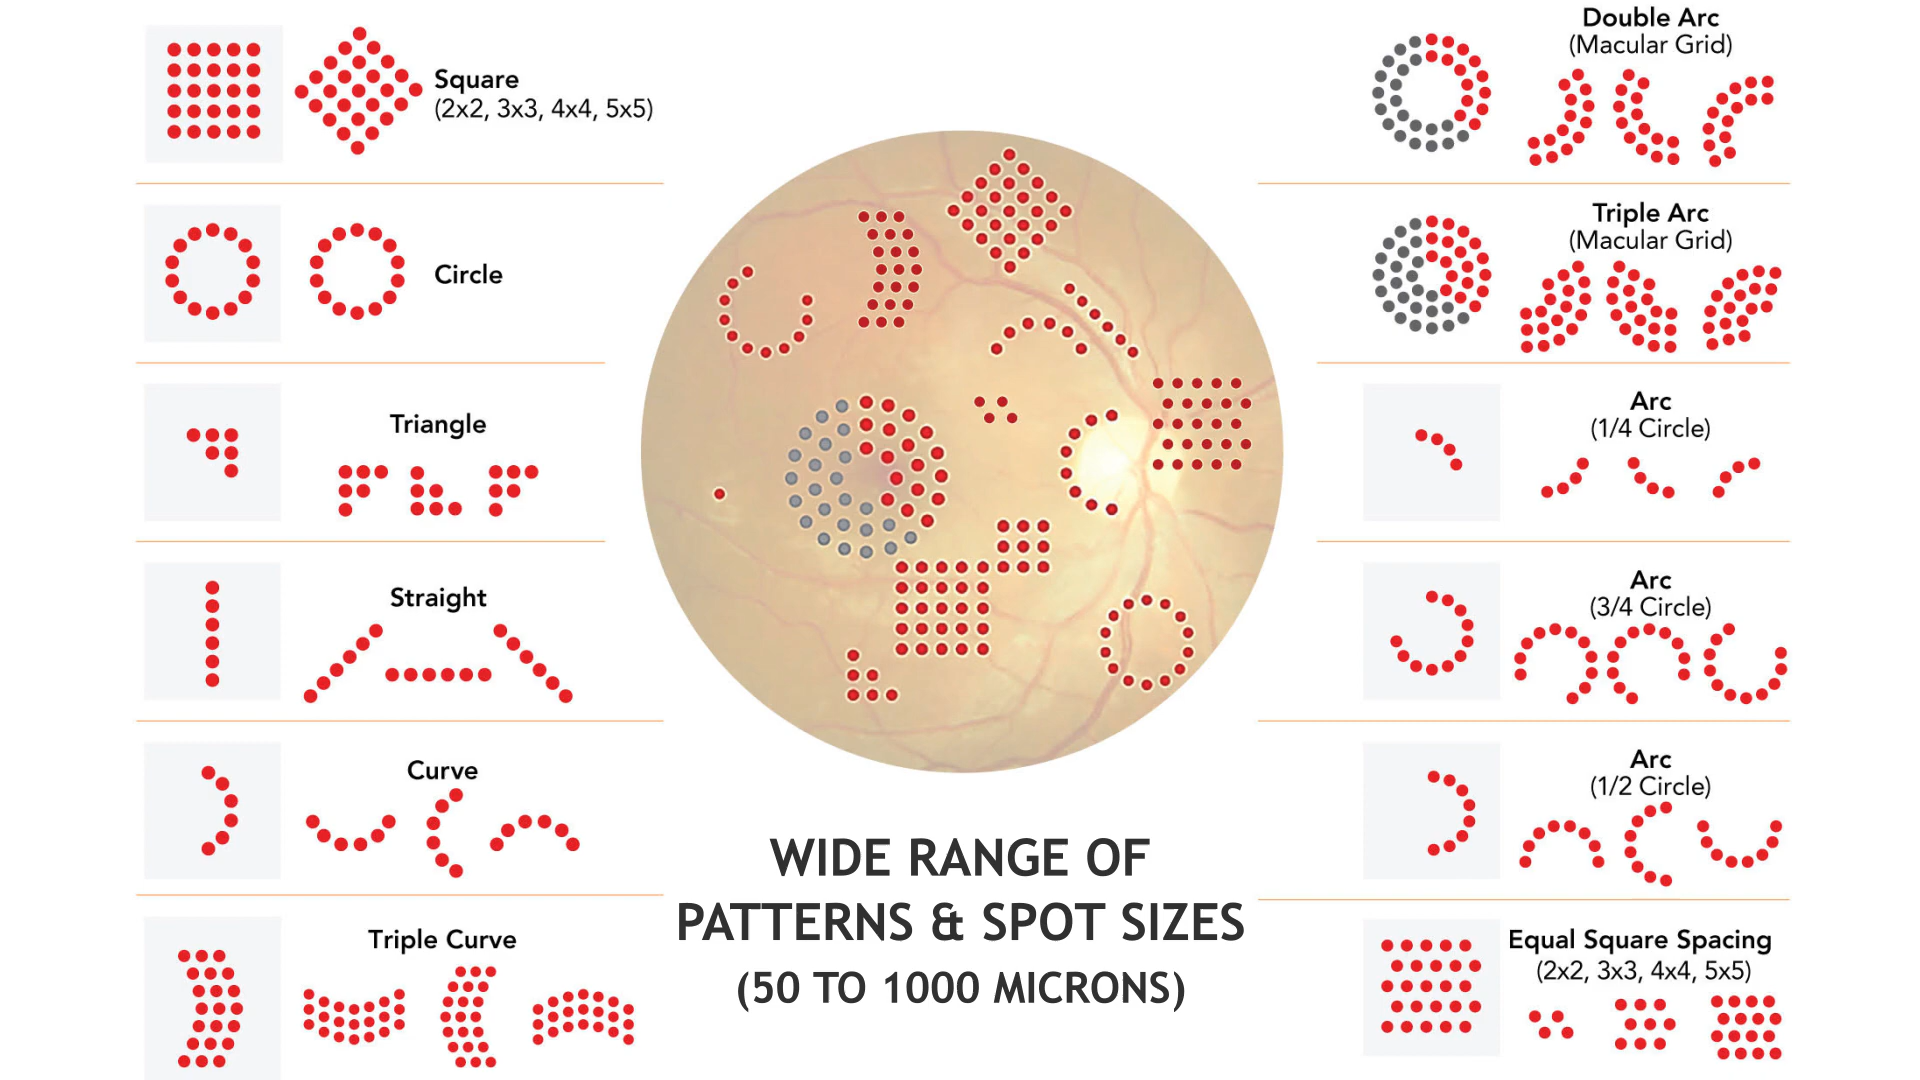 Square
(2x2, 3x3, 4x4, 5x5)
Circle
Triangle
Straight
Curve
Triple Curve
WIDE RANGE OF
PATTERNS & SPOT SIZES
(50 TO 1000 MICRONS)
Double Arc
(Macular Grid)
Triple Arc
(Macular Grid)
Arc
(1/4 Circle)
Arc
(3/4 Circle)
Arc
(1/2 Circle)
Equal Square Spacing
(2x2, 3x3, 4x4, 5x5)